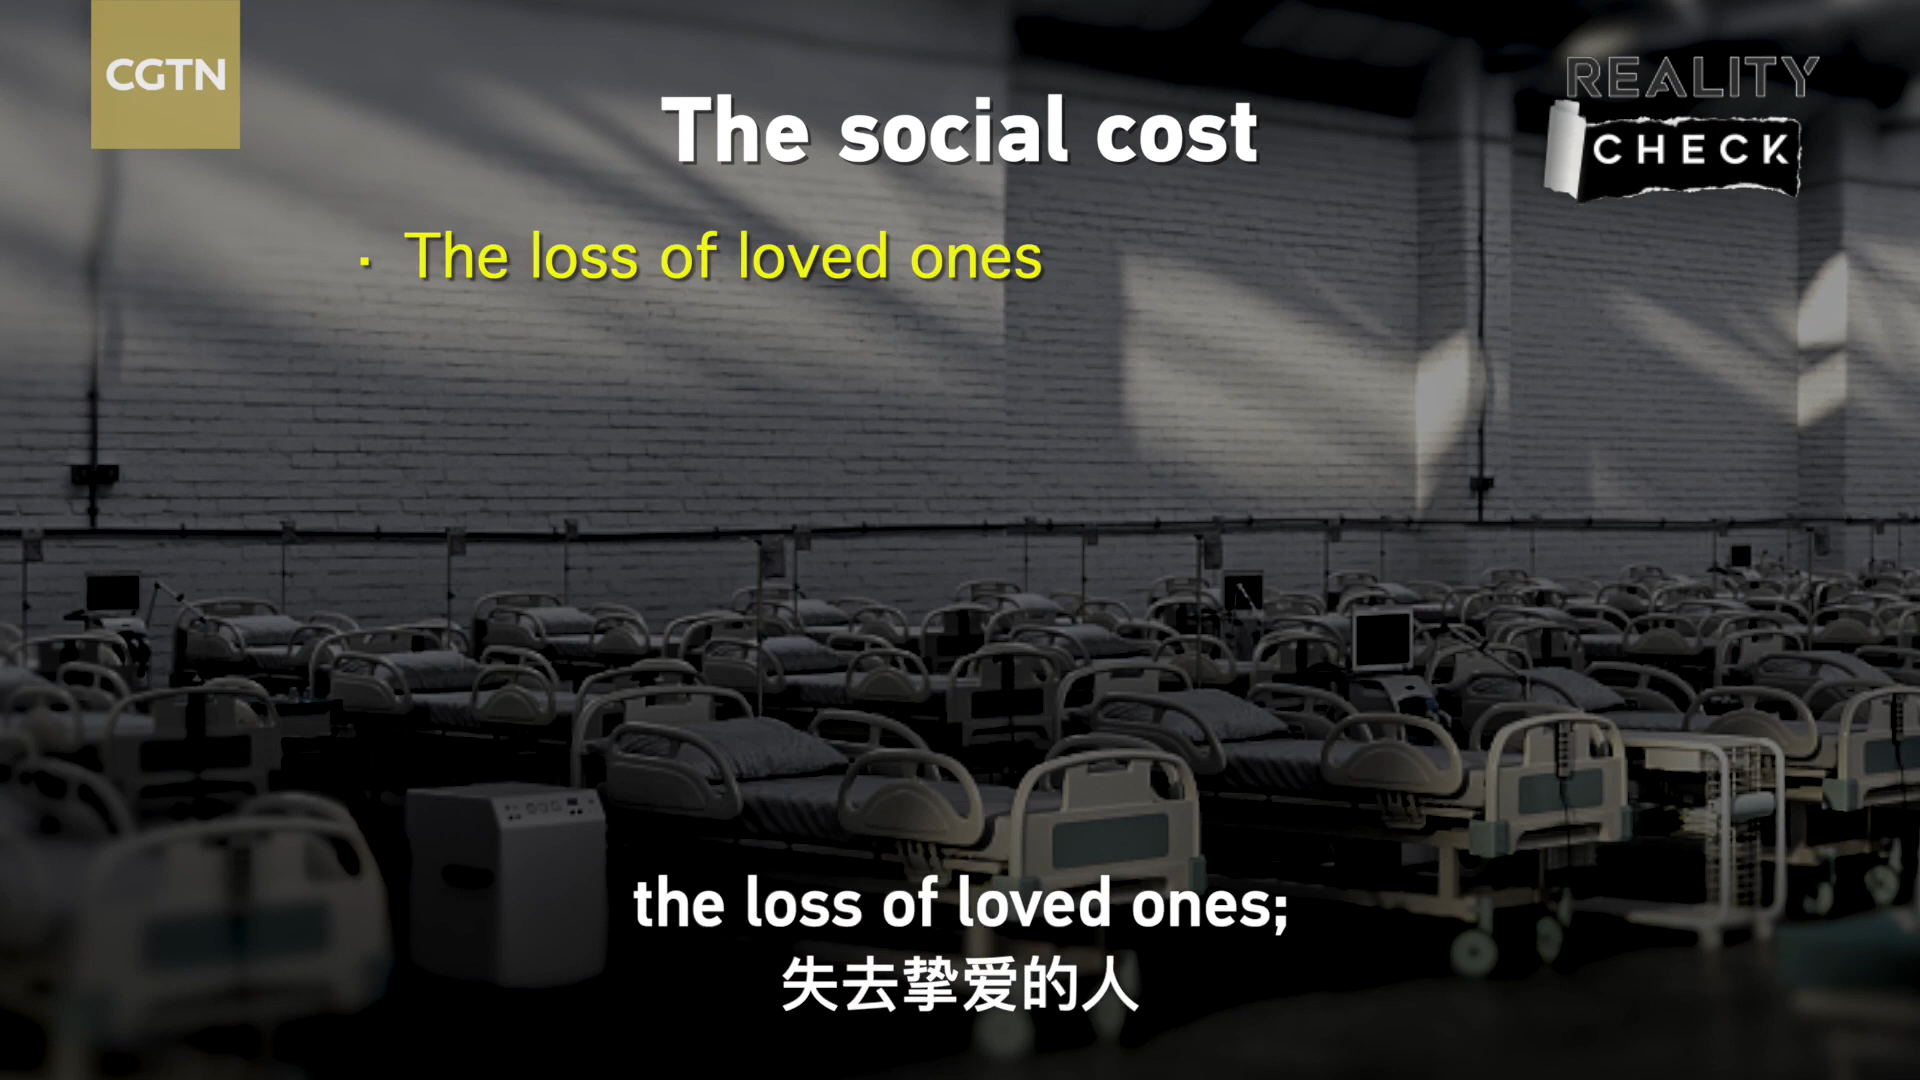 CGTN
REALITY
CHECK
The social cost
· The loss of loved ones
the loss of loved ones;
失去挚爱的人